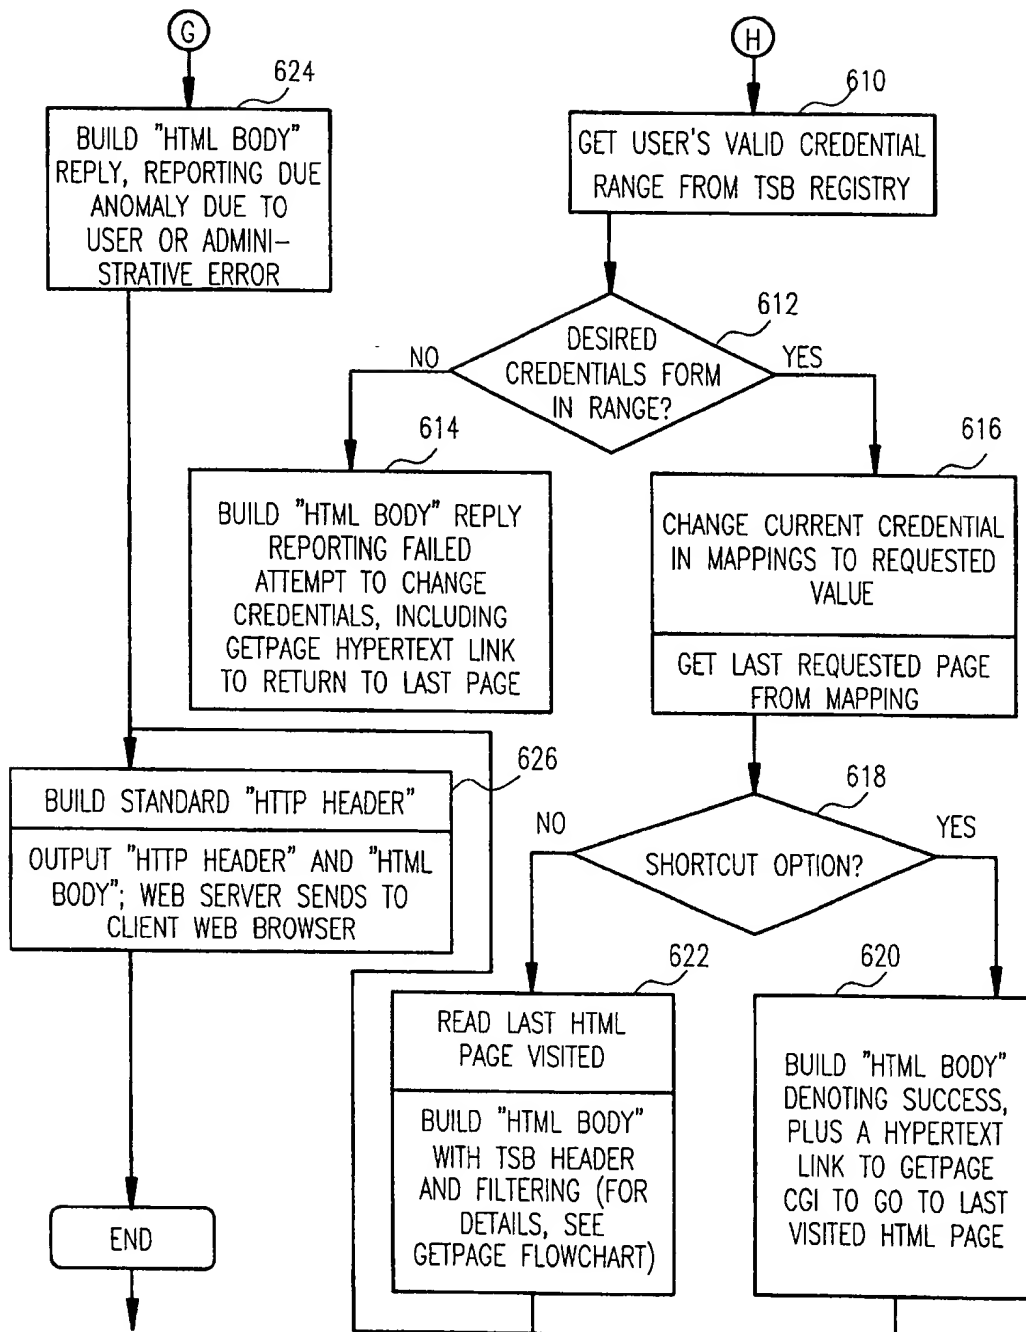 G
624
BUILD "HTML BODY"
REPLY, REPORTING DUE
ANOMALY DUE TO
USER OR ADMINI-
STRATIVE ERROR
H
610
GET USER'S VALID CREDENTIAL
RANGE FROM TSB REGISTRY
612
DESIRED
CREDENTIALS FORM
IN RANGE?
NO
YES
614
BUILD "HTML BODY" REPLY
REPORTING FAILED
ATTEMPT TO CHANGE
CREDENTIALS, INCLUDING
GETPAGE HYPERTEXT LINK
TO RETURN TO LAST PAGE
616
CHANGE CURRENT CREDENTIAL
IN MAPPINGS TO REQUESTED
VALUE
GET LAST REQUESTED PAGE
FROM MAPPING
626
BUILD STANDARD "HTTP HEADER"
OUTPUT "HTTP HEADER" AND "HTML
BODY"; WEB SERVER SENDS TO
CLIENT WEB BROWSER
618
NO
YES
SHORTCUT OPTION?
622
READ LAST HTML
PAGE VISITED
BUILD "HTML BODY"
WITH TSB HEADER
AND FILTERING (FOR
DETAILS, SEE
GETPAGE FLOWCHART)
620
BUILD "HTML BODY"
DENOTING SUCCESS,
PLUS A HYPERTEXT
LINK TO GETPAGE
CGI TO GO TO LAST
VISITED HTML PAGE
END